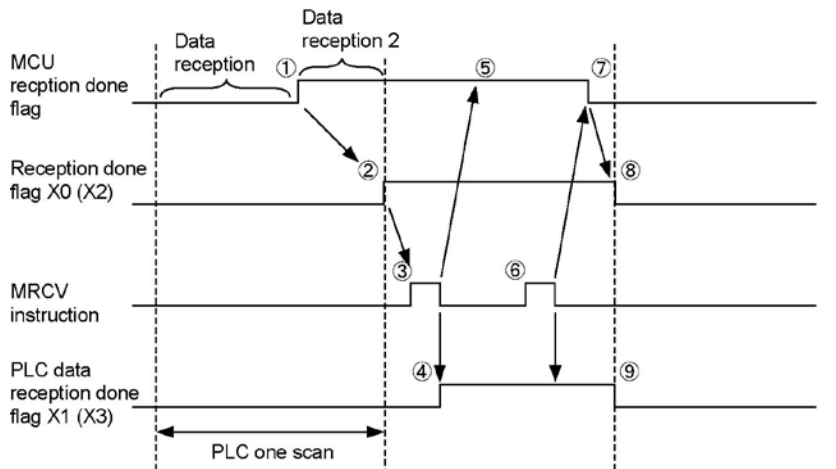 Data
reception
Data
reception 2
MCU
recption done
flag
①
⑤
⑦
Reception done
flag X0 (X2)
②
⑧
MRCV
instruction
③
⑥
PLC data
reception done
flag X1 (X3)
④
⑨
PLC one scan